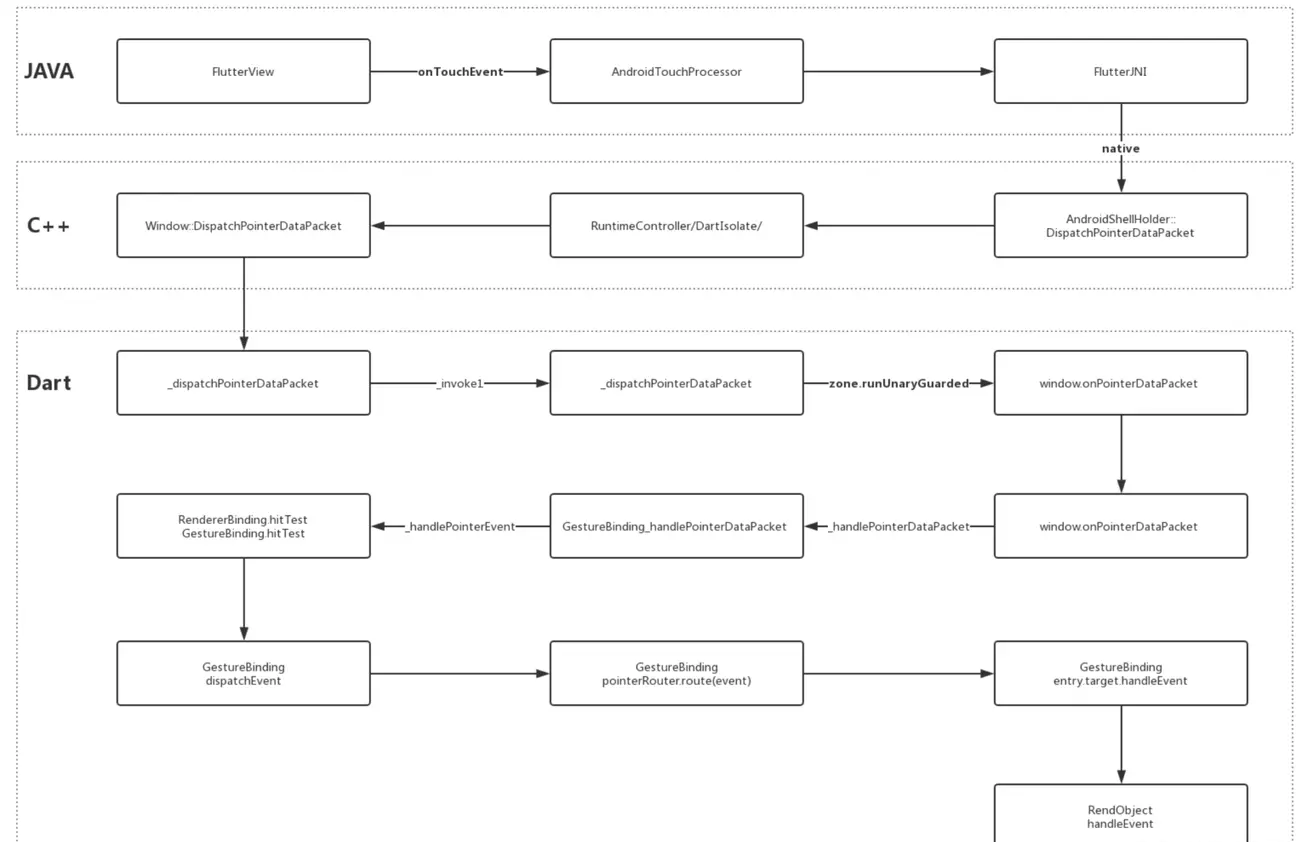 JAVA
FlutterView
onTouchEvent
AndroidTouchProcessor
FlutterJNI
native
C++
Window::DispatchPointerDataPacket
RuntimeController/DartIsolate/
AndroidShellHolder::
DispatchPointerDataPacket
Dart
_dispatchPointerDataPacket
_invoke1
_dispatchPointerDataPacket
zone.runUnaryGuarded
window.onPointerDataPacket
RendererBinding.hitTest
GestureBinding.hitTest
_handlePointerEvent
GestureBinding_handlePointerDataPacket
_handlePointerDataPacket
window.onPointerDataPacket
GestureBinding
dispatchEvent
GestureBinding
pointerRouter.route(event)
GestureBinding
entry.target.handleEvent
RendObject
handleEvent